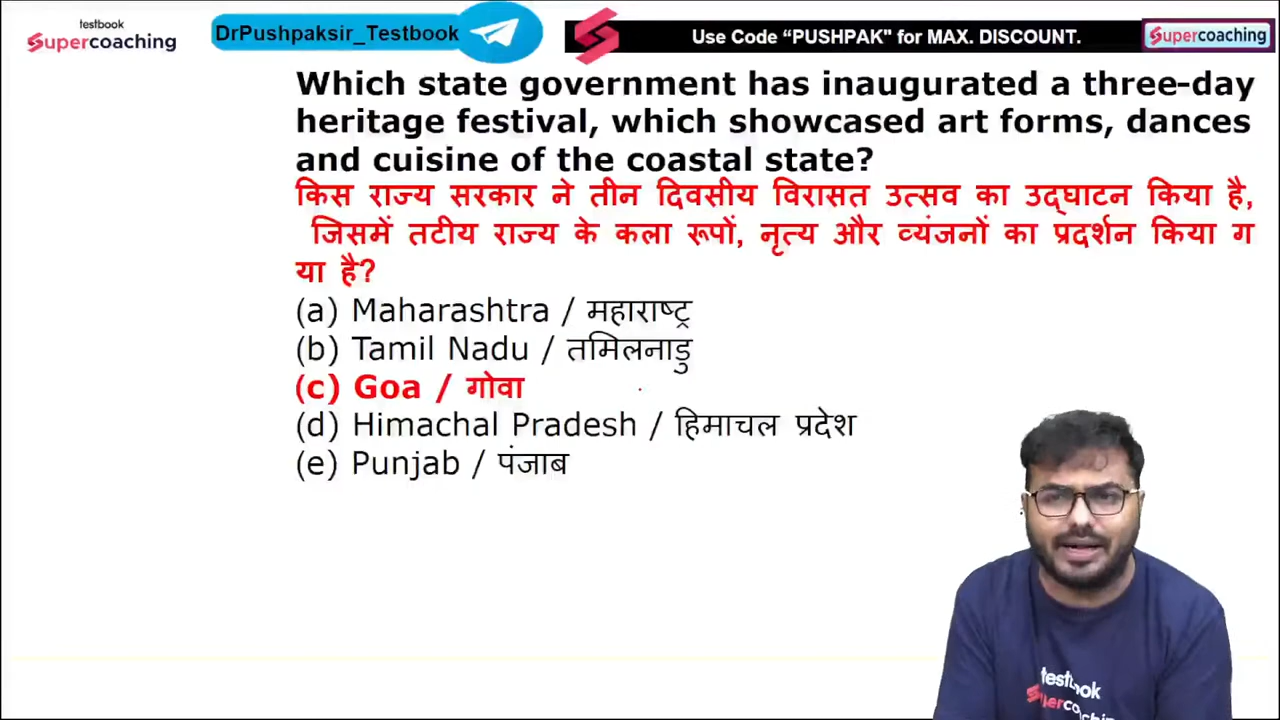 testbook
Supercoaching
DrPushpaksir_Testbook
Use Code “PUSHPAK" for MAX. DISCOUNT.
Supercoaching
Which state government has inaugurated a three-day
heritage festival, which showcased art forms, dances
and cuisine of the coastal state?
किस राज्य सरकार ने तीन दिवसीय विरासत उत्सव का उद्घाटन किया है,
जिसमें तटीय राज्य के कला रूपों, नृत्य और व्यंजनों का प्रदर्शन किया ग
या है?
(a) Maharashtra / महाराष्ट्र
(b) Tamil Nadu / तमिलनाडु
(c) Goa / गोवा
(d) Himachal Pradesh / हिमाचल प्रदेश
(e) Punjab / पंजाब
testbook